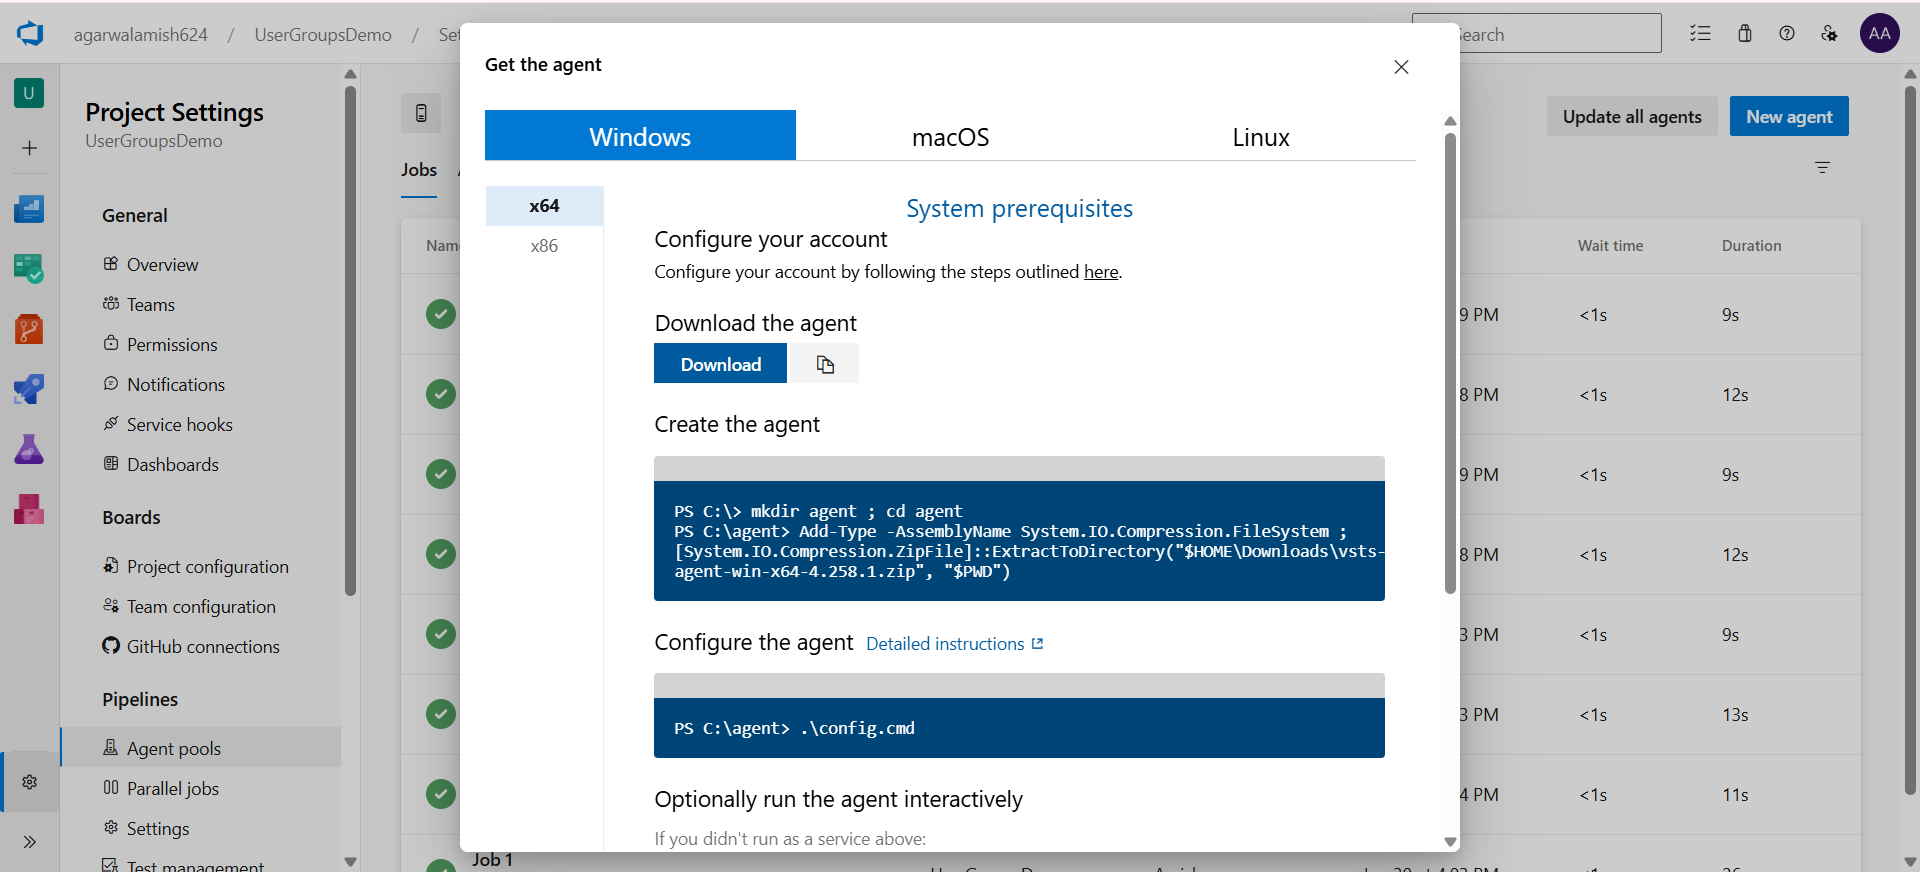 agarwalamish624 / UserGroupsDemo / Set
earch
AA
U
Project Settings
UserGroupsDemo
General
Overview
Teams
Permissions
Notifications
Service hooks
Dashboards
Boards
Project configuration
Team configuration
GitHub connections
Pipelines
Agent pools
Parallel jobs
Settings
Test management
Update all agents
New agent
Jobs
Name
Wait time
Duration
9 PM <1s 9s
8 PM <1s 12s
9 PM <1s 9s
8 PM <1s 12s
3 PM <1s 9s
3 PM <1s 13s
4 PM <1s 11s
Job 1
Get the agent
Windows
macOS
Linux
x64
x86
System prerequisites
Configure your account
Configure your account by following the steps outlined here.
Download the agent
Download
Create the agent
PS C:\> mkdir agent ; cd agent
PS C:\agent> Add-Type -AssemblyName System.IO.Compression.FileSystem ;
[System.IO.Compression.ZipFile]::ExtractToDirectory("$HOME\Downloads\vsts-
agent-win-x64-4.258.1.zip", "$PWD")
Configure the agent Detailed instructions
PS C:\agent> .\config.cmd
Optionally run the agent interactively
If you didn't run as a service above: